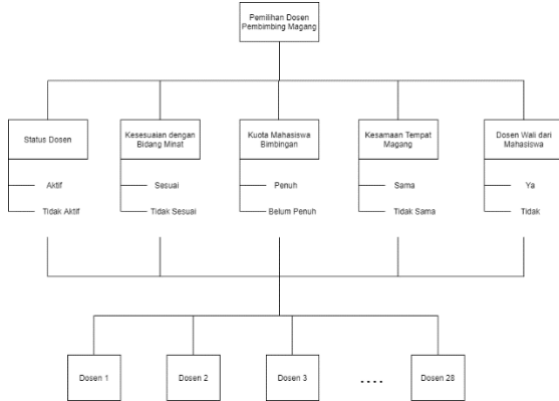 Pemilihan Dosen
Pembimbing Magang
Status Dosen
Kesesuaian dengan
Bidang Minat
Kuota Mahasiswa
Bimbingan
Kesamaan Tempat
Magang
Dosen Wali dari
Mahasiswa
Aktif
Sesuai
Penuh
Sama
Ya
Tidak Aktif
Tidak Sesuai
Belum Penuh
Tidak Sama
Tidak
Dosen 1
Dosen 2
Dosen 3
....
Dosen 28